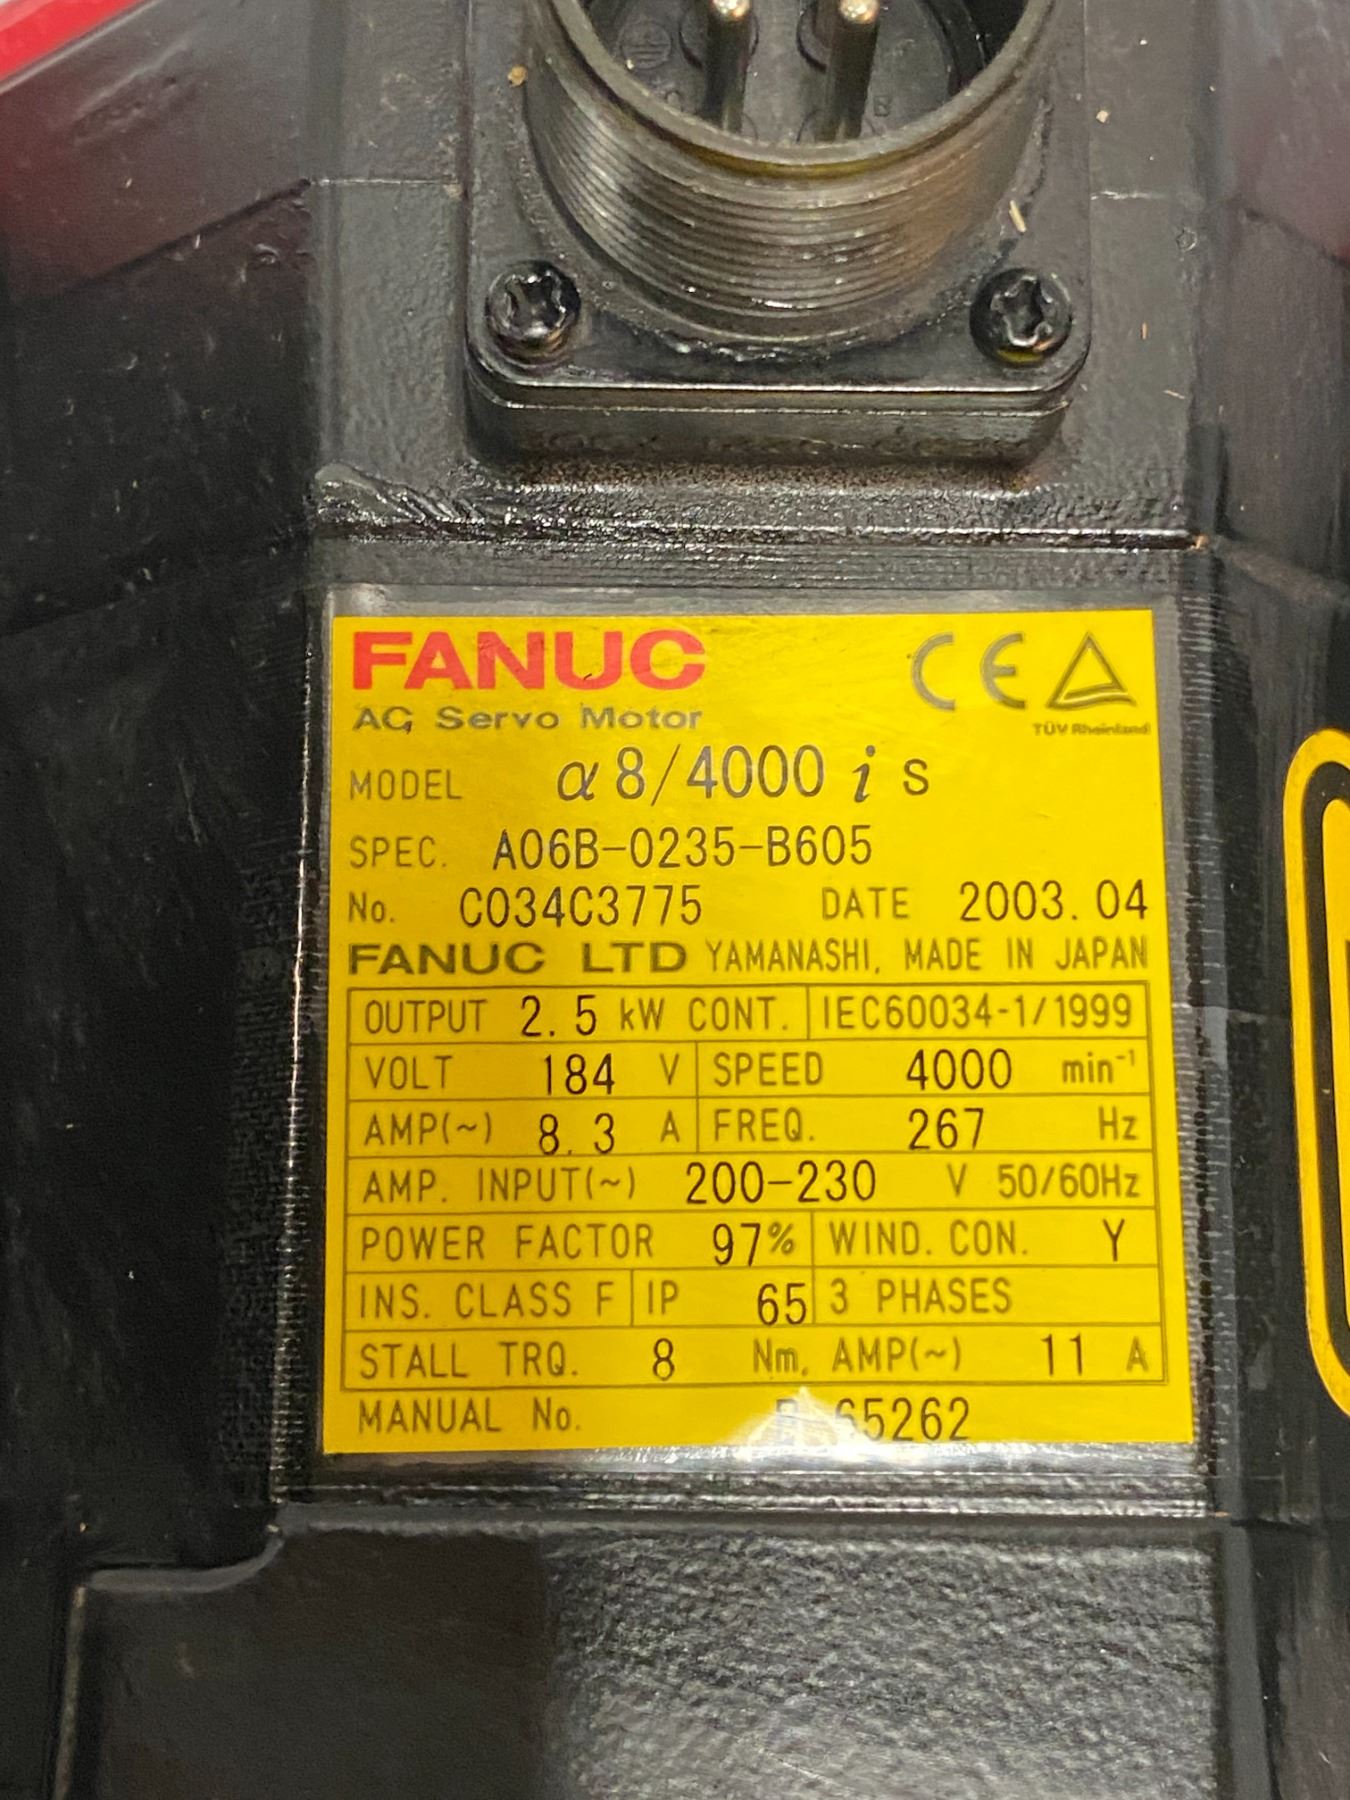 FANUC CE
AC Servo Motor TÜV Rheinland
MODEL α8/4000 i s
SPEC. A06B-0235-B605
No. C034C3775 DATE 2003.04
FANUC LTD YAMANASHI, MADE IN JAPAN
OUTPUT 2.5 kW CONT. IEC60034-1/1999
VOLT 184 V SPEED 4000 min⁻¹
AMP(~) 8.3 A FREQ. 267 Hz
AMP. INPUT(~) 200-230 V 50/60Hz
POWER FACTOR 97% WIND. CON. Y
INS. CLASS F IP 65 3 PHASES
STALL TRQ. 8 Nm, AMP(~) 11 A
MANUAL No. B-65262